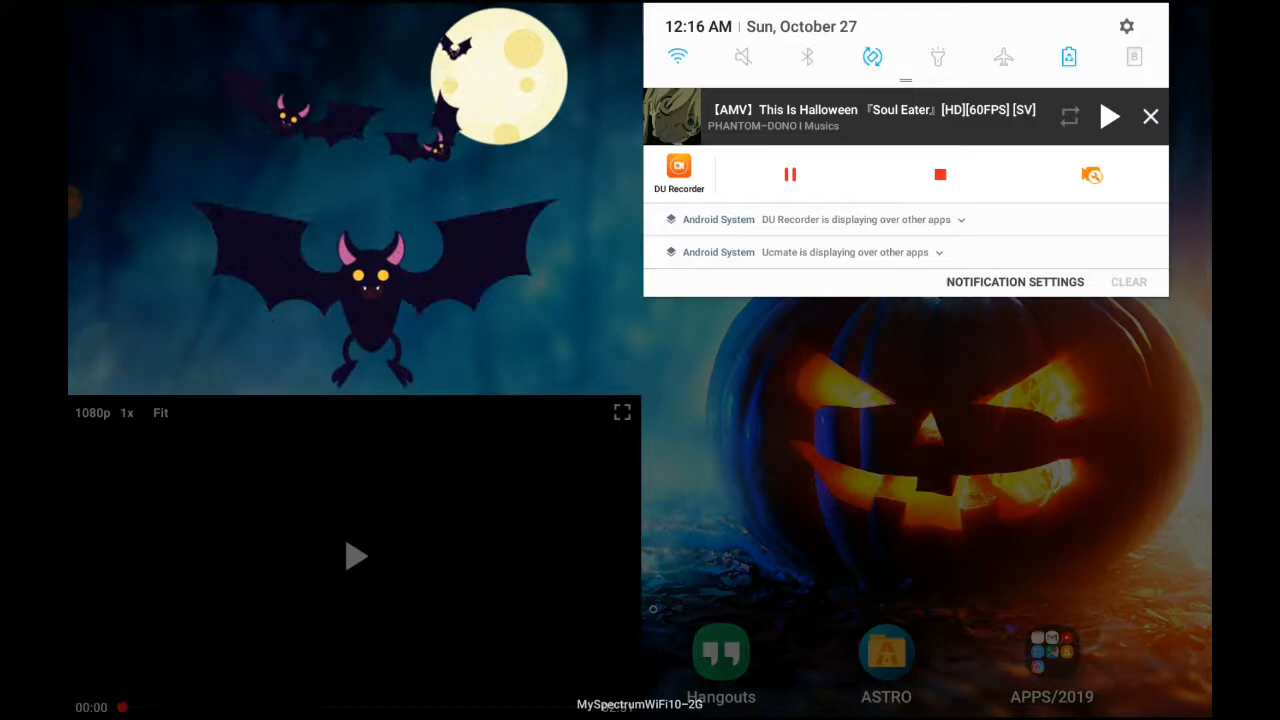 12:16 AM | Sun, October 27
【AMV】This Is Halloween 『Soul Eater』[HD][60FPS] [SV]
PHANTOM-DONO I Musics
DU Recorder
Android System DU Recorder is displaying over other apps
Android System Ucmate is displaying over other apps
NOTIFICATION SETTINGS CLEAR
1080p 1x Fit
Hangouts
ASTRO
APPS/2019
00:00
MySpectrumWiFi10-2G